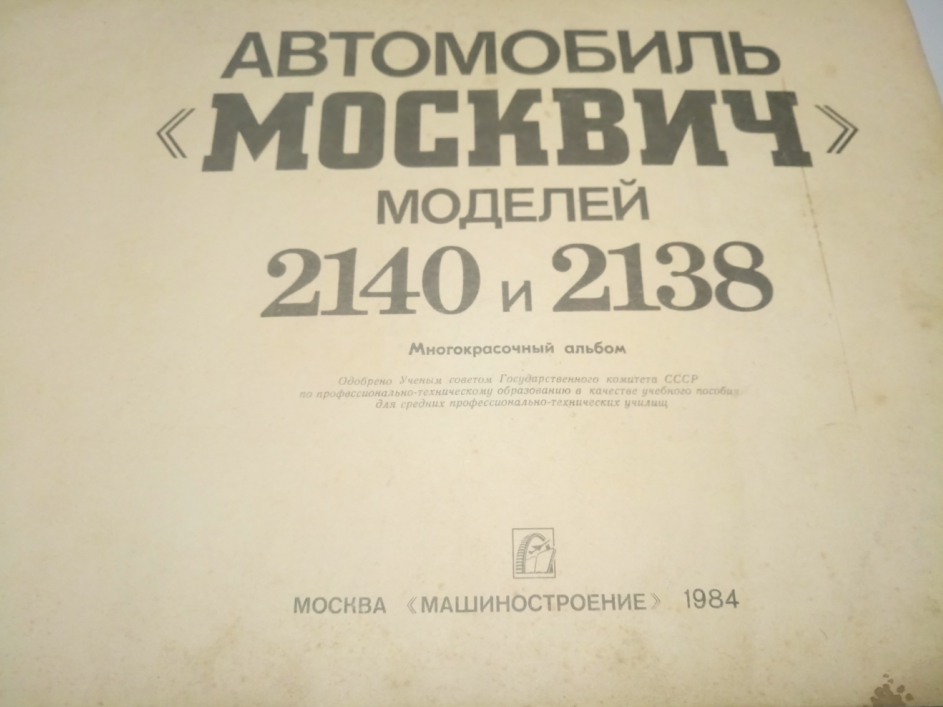 АВТОМОБИЛЬ
«МОСКВИЧ»
МОДЕЛЕЙ
2140 и 2138
Многокрасочный альбом
Одобрено Ученым советом Государственного комитета СССР
по профессионально-техническому образованию в качестве учебного пособия
для средних профессионально-технических училищ
МОСКВА «МАШИНОСТРОЕНИЕ» 1984